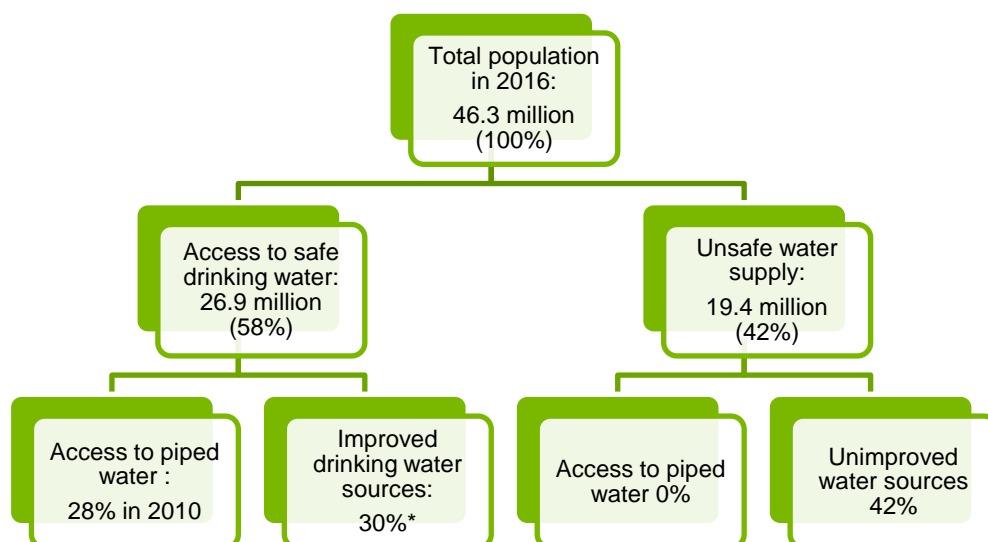 Total population
in 2016:
46.3 million
(100%)
Access to safe
drinking water:
26.9 million
(58%)
Unsafe water
supply:
19.4 million
(42%)
Access to piped
water :
28% in 2010
Improved
drinking water
sources:
30%*
Access to piped
water 0%
Unimproved
water sources
42%